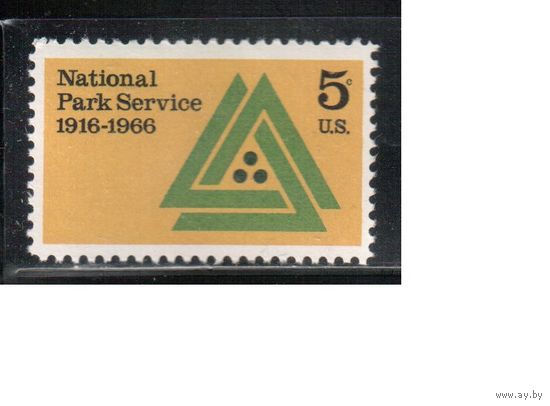 National
Park Service
1916-1966
5c
U.S.
www.ay.by